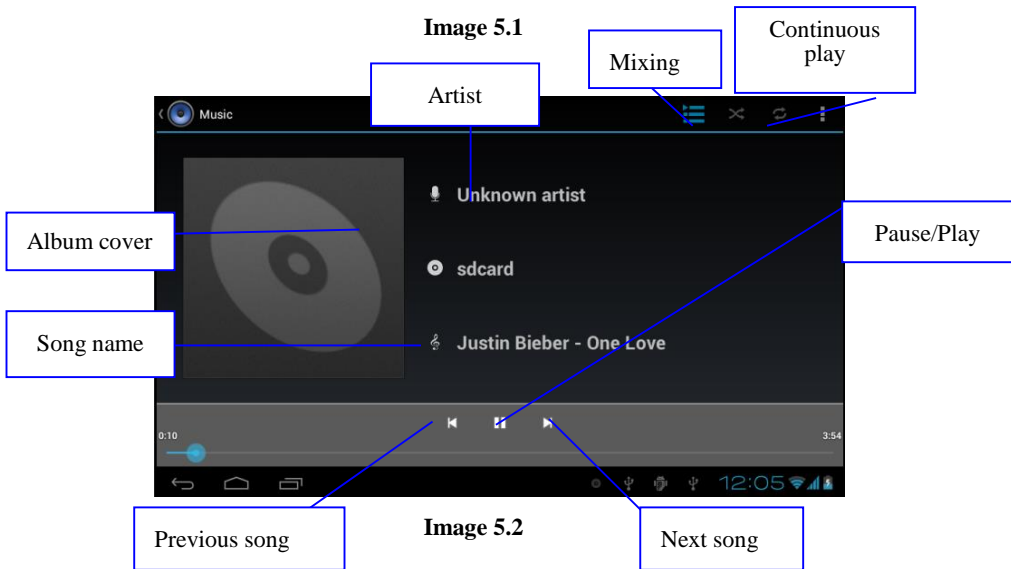 Image 5.1
Continuous
play
Mixing
Artist
Music
Unknown artist
Album cover
Pause/Play
sdcard
Song name
Justin Bieber - One Love
0:10
3:54
12:05
Previous song
Image 5.2
Next song